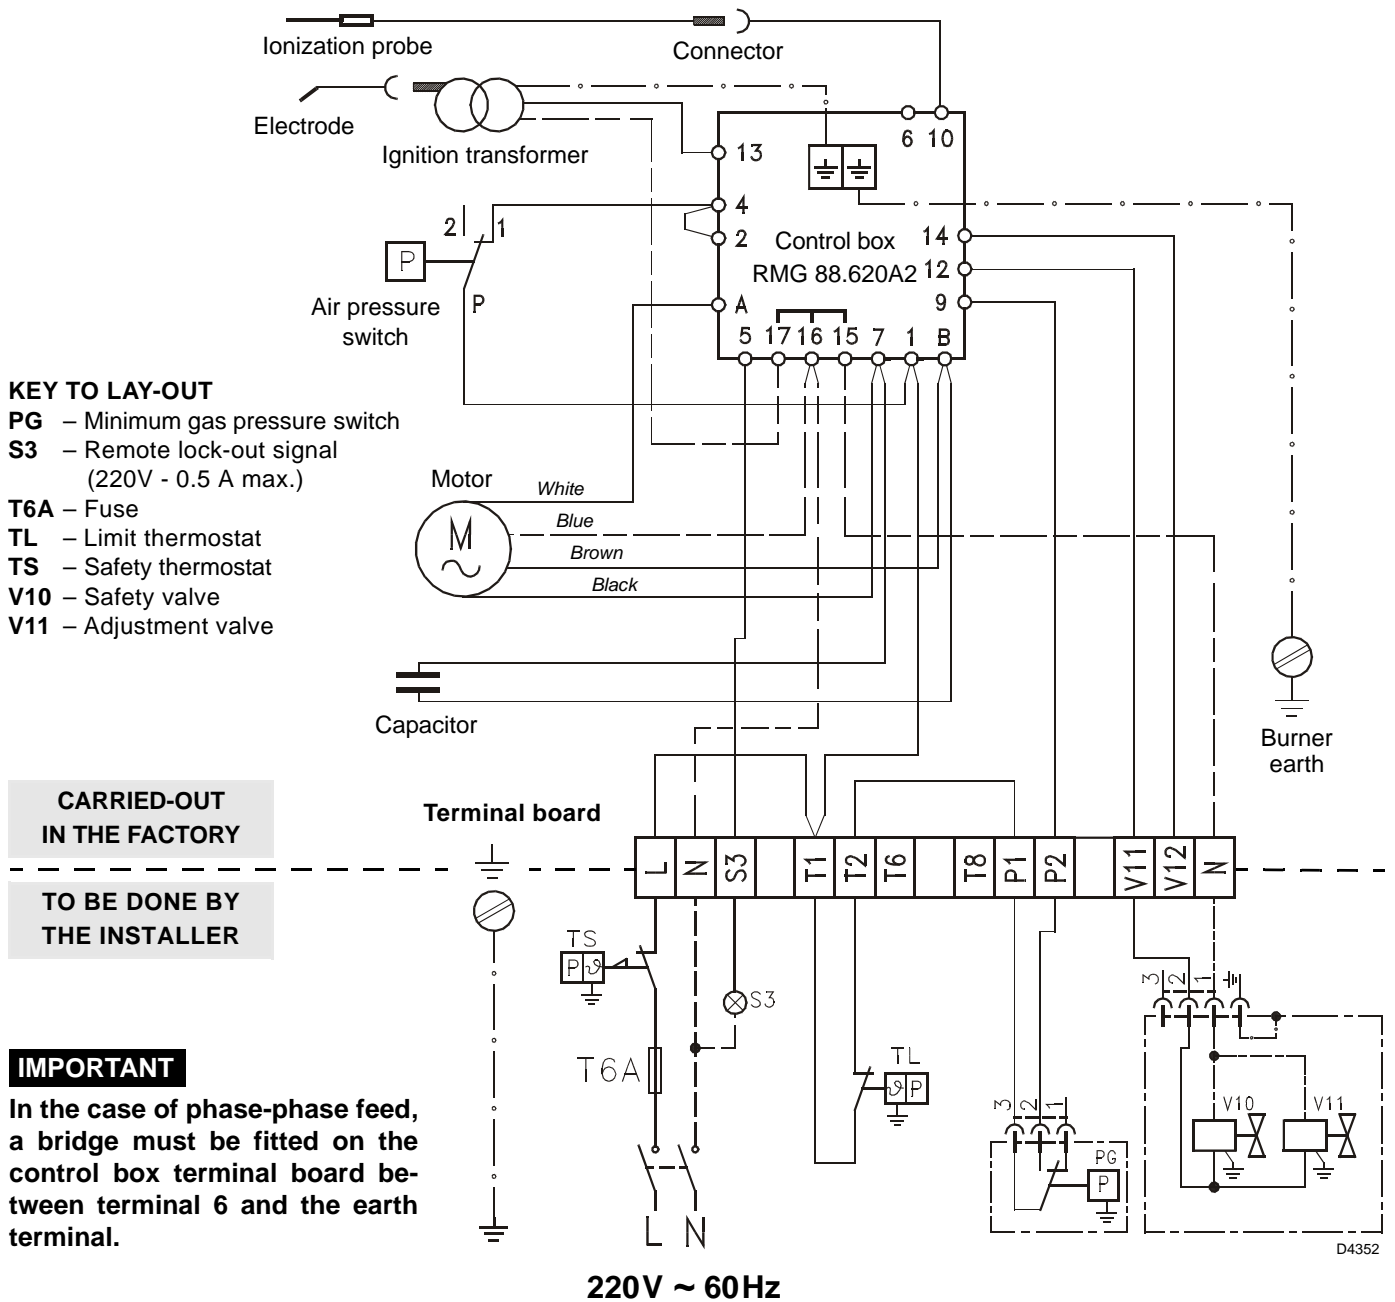 Ionization probe
Connector
Electrode
Ignition transformer
6 10
13
4
2
2 1
P
P
Air pressure
switch
Control box
RMG 88.620A2
14
12
9
A
5 17 16 15 7 1 B
KEY TO LAY-OUT
PG – Minimum gas pressure switch
S3 – Remote lock-out signal
(220V - 0.5 A max.)
T6A – Fuse
TL – Limit thermostat
TS – Safety thermostat
V10 – Safety valve
V11 – Adjustment valve
Motor
M
White
Blue
Brown
Black
Capacitor
Burner
earth
CARRIED-OUT
IN THE FACTORY
Terminal board
L N S3 T1 T2 T6 T8 P1 P2 V11 V12 N
TO BE DONE BY
THE INSTALLER
TS
P ϑ
S3
T6A
TL
ϑ P
3 2 1
PG
P
3 2 1
V10 V11
L N
IMPORTANT
In the case of phase-phase feed,
a bridge must be fitted on the
control box terminal board be-
tween terminal 6 and the earth
terminal.
D4352
220V ~ 60Hz